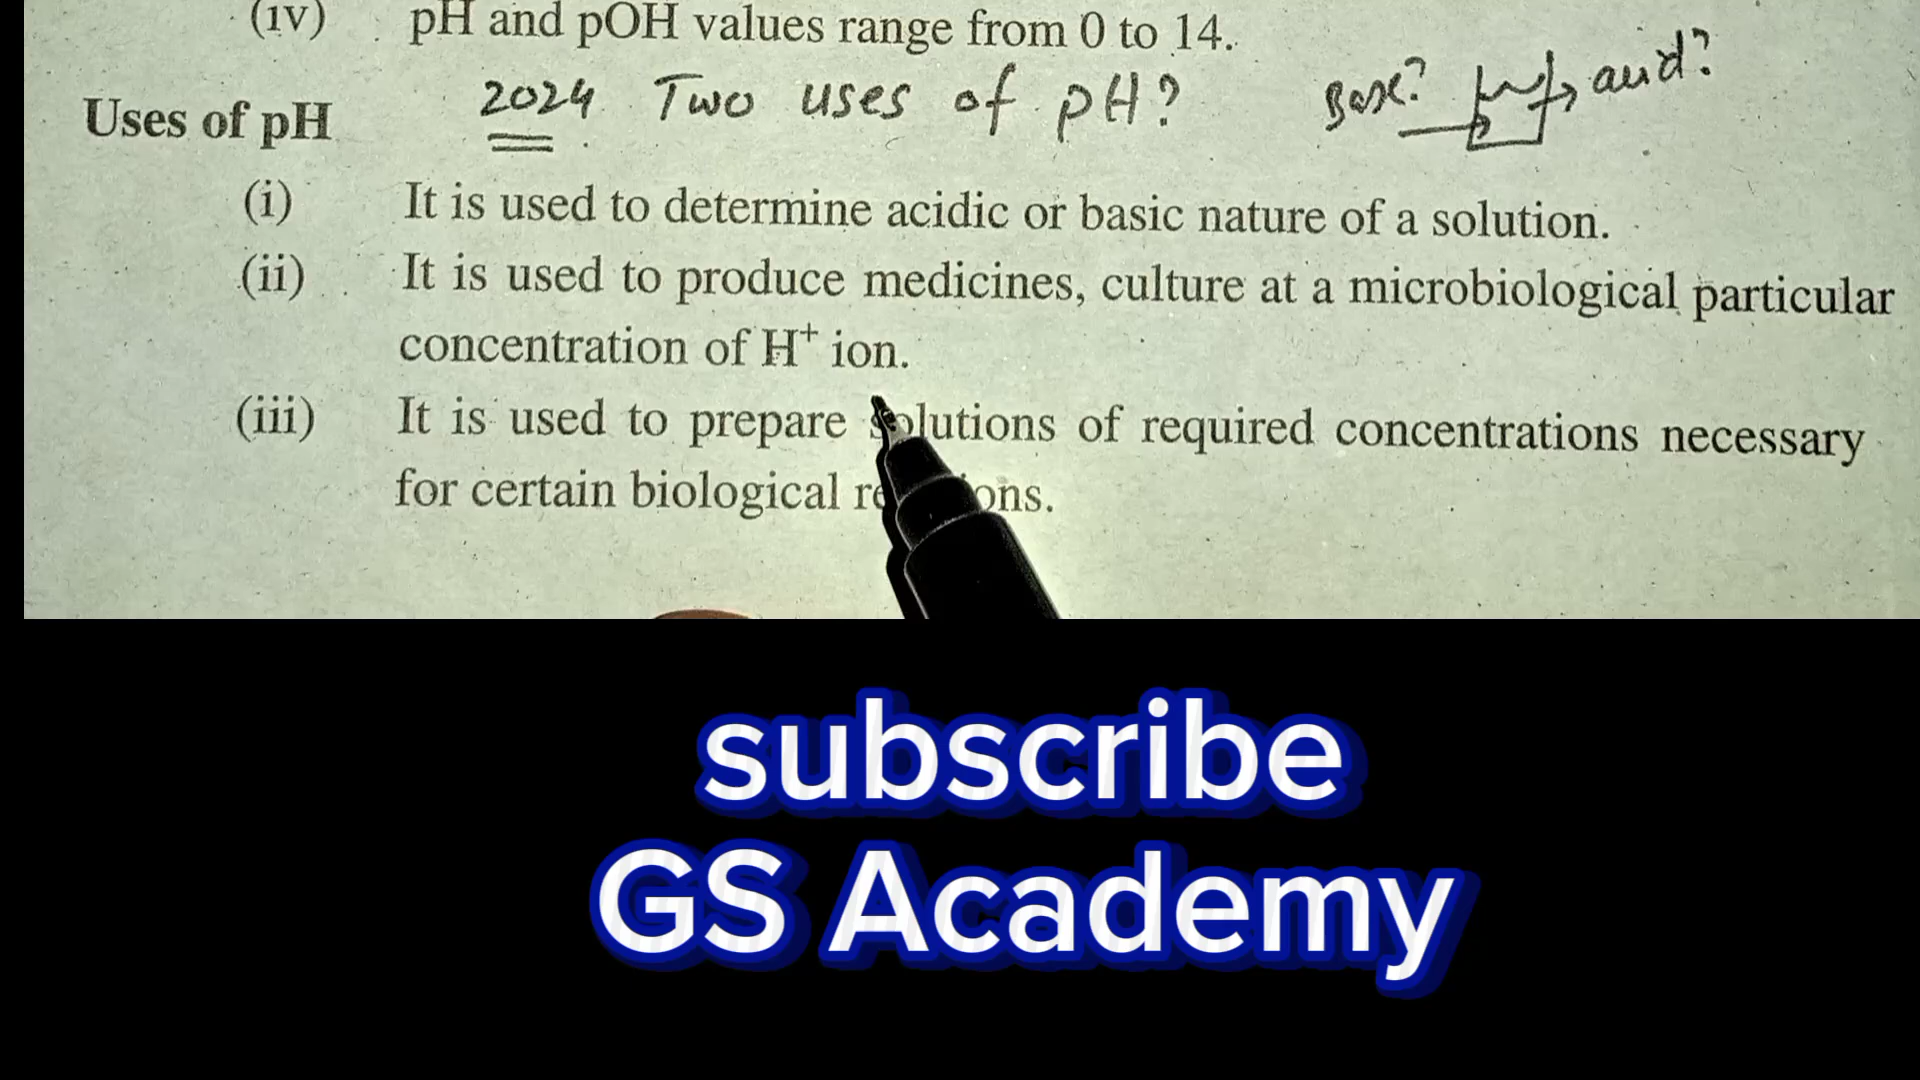 (iv) pH and pOH values range from 0 to 14.
2024 Two uses of pH? Base? acid?
Uses of pH
(i) It is used to determine acidic or basic nature of a solution.
(ii) It is used to produce medicines, culture at a microbiological particular
concentration of H⁺ ion.
(iii) It is used to prepare solutions of required concentrations necessary
for certain biological
subscribe
GS Academy